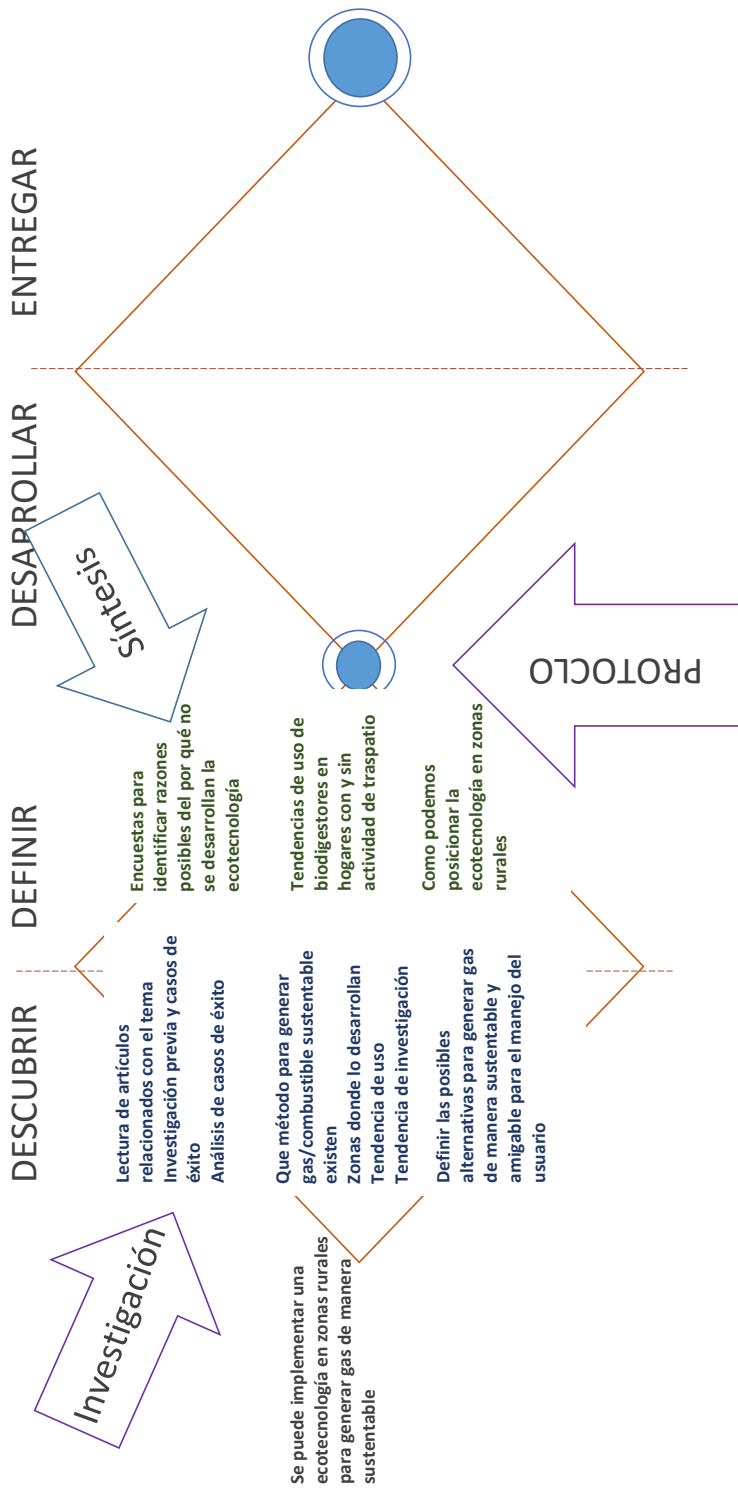 DESCUBRIR
DEFINIR
DESARROLLAR
ENTREGAR
Investigación
Síntesis
Se puede implementar una
ecotecnología en zonas rurales
para generar gas de manera
sustentable
Lectura de artículos
relacionados con el tema
Investigación previa y casos de
éxito
Análisis de casos de éxito
Que método para generar
gas/combustible sustentable
existen
Zonas donde lo desarrollan
Tendencia de uso
Tendencia de investigación
Definir las posibles
alternativas para generar gas
de manera sustentable y
amigable para el manejo del
usuario
Encuestas para
identificar razones
posibles del por qué no
se desarrollan la
ecotecnología
Tendencias de uso de
biodigestores en
hogares con y sin
actividad de traspatio
Como podemos
posicionar la
ecotecnología en zonas
rurales
PROTOCLO